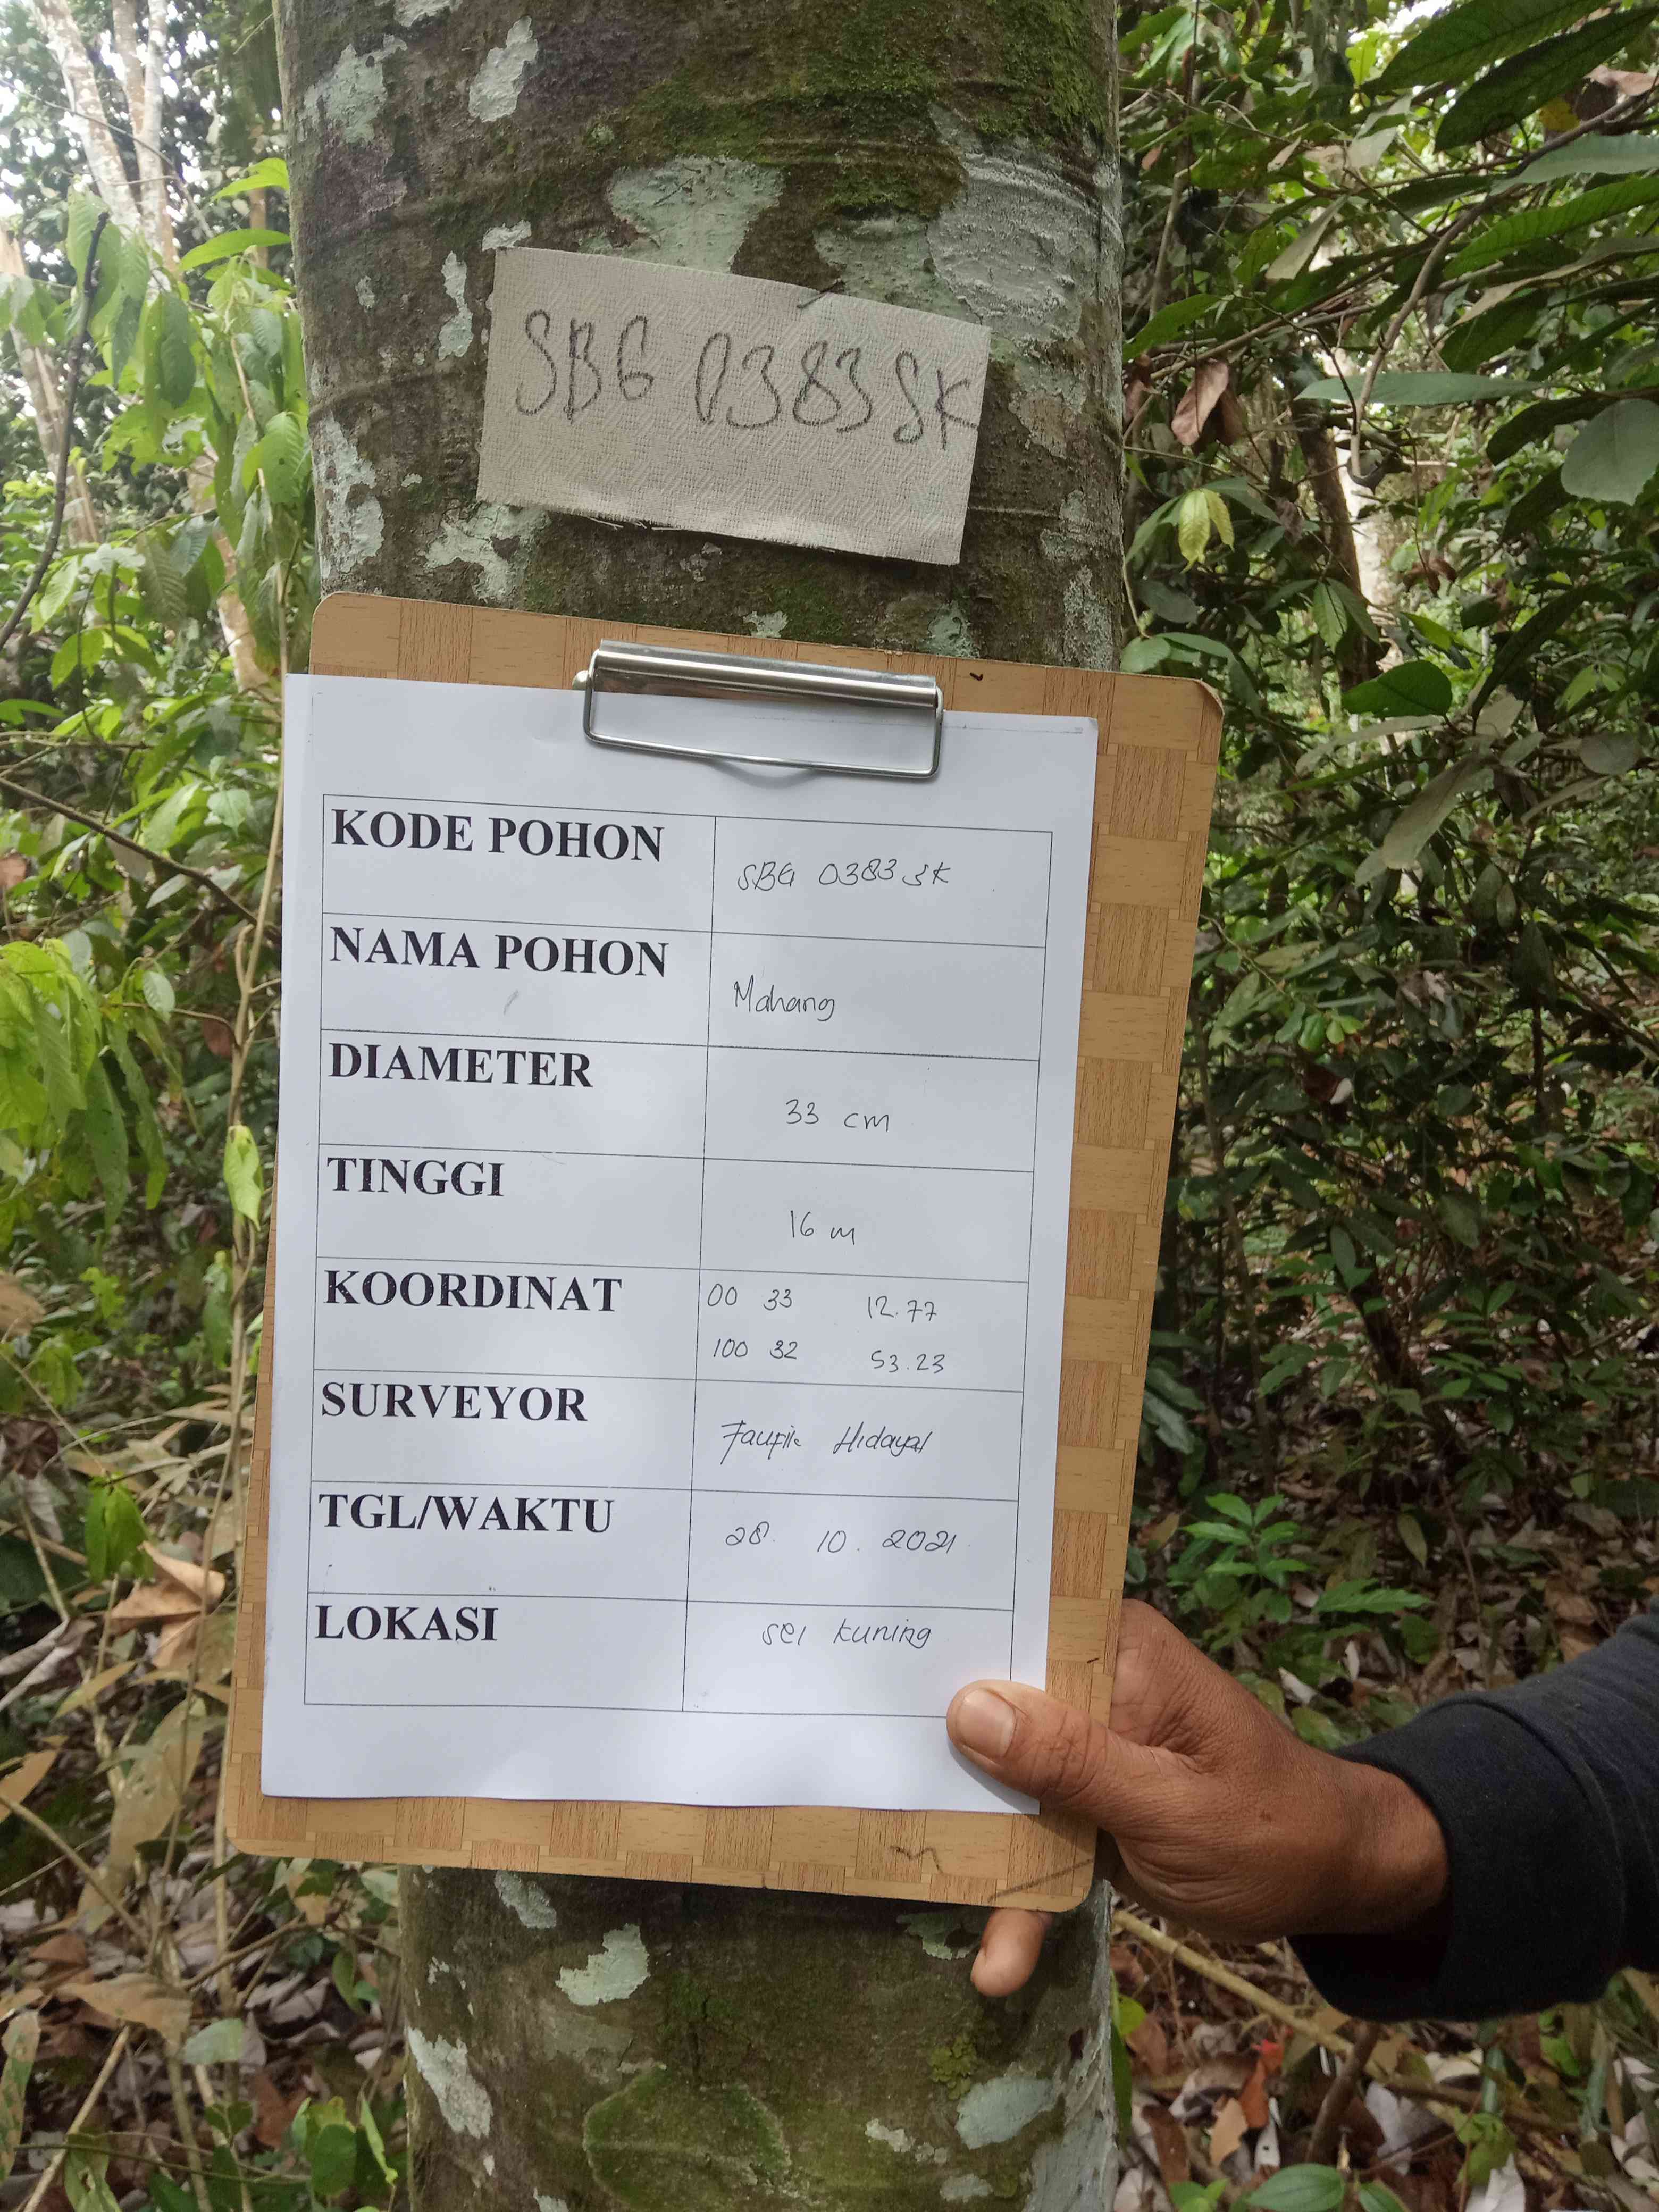 SBG 0383 SK
KODE POHON SBG 0383 SK
NAMA POHON Mahang
DIAMETER 33 cm
TINGGI 16 m
KOORDINAT 00 33 12.77
100 32 53.23
SURVEYOR Taufik Hidayat
TGL/WAKTU 28. 10. 2021
LOKASI sei kuning